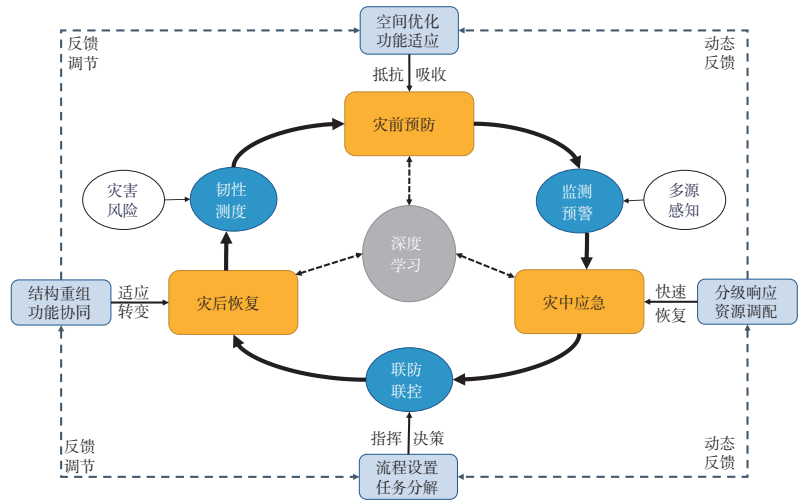 空间优化
功能适应
反馈
调节
动态
反馈
抵抗 吸收
灾前预防
灾害
风险
韧性
测度
监测
预警
多源
感知
深度
学习
结构重组
功能协同
适应
转变
灾后恢复
灾中应急
快速
恢复
分级响应
资源调配
联防
联控
反馈
调节
指挥 决策
动态
反馈
流程设置
任务分解